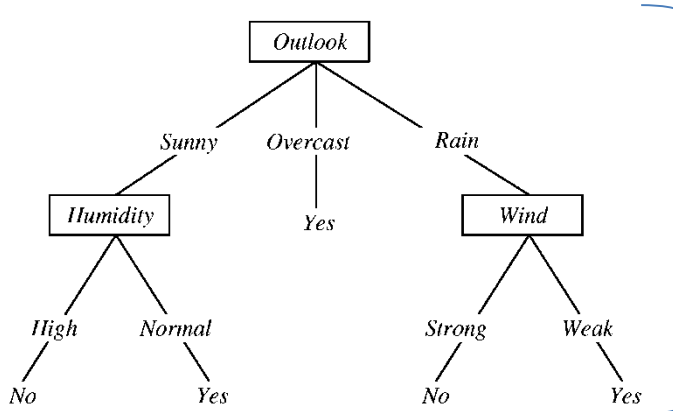 Outlook
Sunny Overcast Rain
Humidity Yes Wind
High Normal Strong Weak
No Yes No Yes